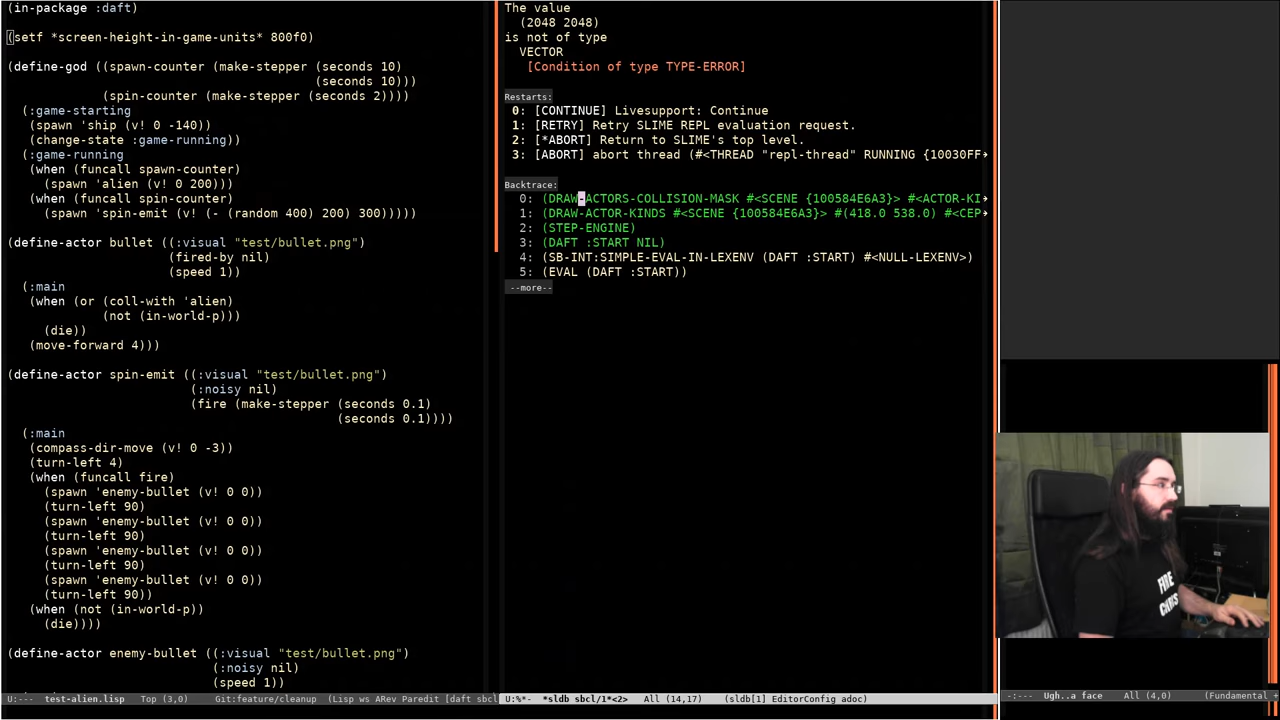 (in-package :daft)
(setf *screen-height-in-game-units* 800f0)
(define-god ((spawn-counter (make-stepper (seconds 10)
(seconds 10)))
(spin-counter (make-stepper (seconds 2))))
(:game-starting
(spawn 'ship (v! 0 -140))
(change-state :game-running))
(:game-running
(when (funcall spawn-counter)
(spawn 'alien (v! 0 200)))
(when (funcall spin-counter)
(spawn 'spin-emit (v! (- (random 400) 200) 300)))))
(define-actor bullet ((:visual "test/bullet.png")
(fired-by nil)
(speed 1))
(:main
(when (or (coll-with 'alien)
(not (in-world-p)))
(die))
(move-forward 4)))
(define-actor spin-emit ((:visual "test/bullet.png")
(:noisy nil)
(fire (make-stepper (seconds 0.1)
(seconds 0.1))))
(:main
(compass-dir-move (v! 0 -3))
(turn-left 4)
(when (funcall fire)
(spawn 'enemy-bullet (v! 0 0))
(turn-left 90)
(spawn 'enemy-bullet (v! 0 0))
(turn-left 90)
(spawn 'enemy-bullet (v! 0 0))
(turn-left 90)
(spawn 'enemy-bullet (v! 0 0))
(turn-left 90))
(when (not (in-world-p))
(die))))
(define-actor enemy-bullet ((:visual "test/bullet.png")
(:noisy nil)
(speed 1))
U:--- test-alien.lisp Top (3,0) Git:feature/cleanup (Lisp ws ARev Paredit [daft sbcl
The value
(2048 2048)
is not of type
VECTOR
[Condition of type TYPE-ERROR]
Restarts:
0: [CONTINUE] Livesupport: Continue
1: [RETRY] Retry SLIME REPL evaluation request.
2: [*ABORT] Return to SLIME's top level.
3: [ABORT] abort thread (#<THREAD "repl-thread" RUNNING {10030FF
Backtrace:
0: (DRAW-ACTORS-COLLISION-MASK #<SCENE {100584E6A3}> #<ACTOR-KI
1: (DRAW-ACTOR-KINDS #<SCENE {100584E6A3}> #(418.0 538.0) #<CEP
2: (STEP-ENGINE)
3: (DAFT :START NIL)
4: (SB-INT:SIMPLE-EVAL-IN-LEXENV (DAFT :START) #<NULL-LEXENV>)
5: (EVAL (DAFT :START))
--more--
U:%*- *sldb sbcl/1*<2> All (14,17) (sldb[1] EditorConfig adoc)
FIRE
CHRIS
-:--- Ugh..a face All (4,0) (Fundamental +